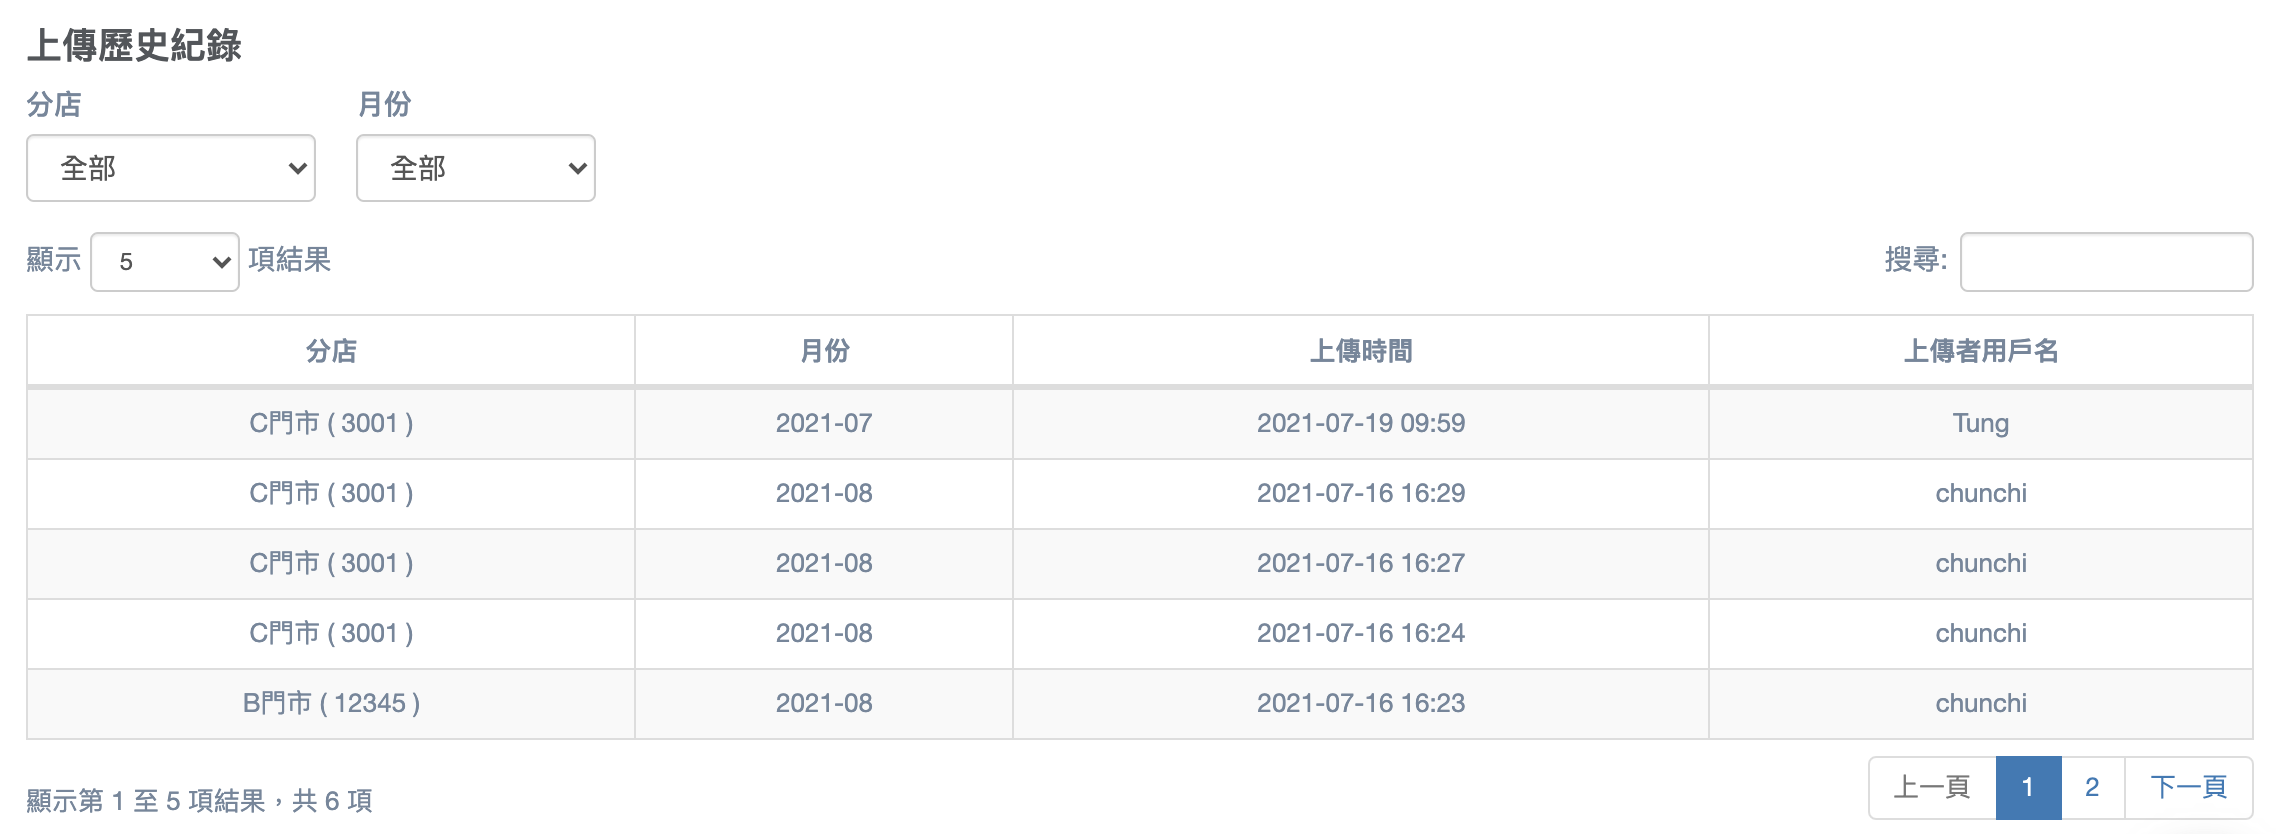 上傳歷史紀錄
分店 月份
全部 全部
顯示 5 項結果 搜尋:
分店 月份 上傳時間 上傳者用戶名
C門市 ( 3001 ) 2021-07 2021-07-19 09:59 Tung
C門市 ( 3001 ) 2021-08 2021-07-16 16:29 chunchi
C門市 ( 3001 ) 2021-08 2021-07-16 16:27 chunchi
C門市 ( 3001 ) 2021-08 2021-07-16 16:24 chunchi
B門市 ( 12345 ) 2021-08 2021-07-16 16:23 chunchi
顯示第 1 至 5 項結果，共 6 項 上一頁 1 2 下一頁